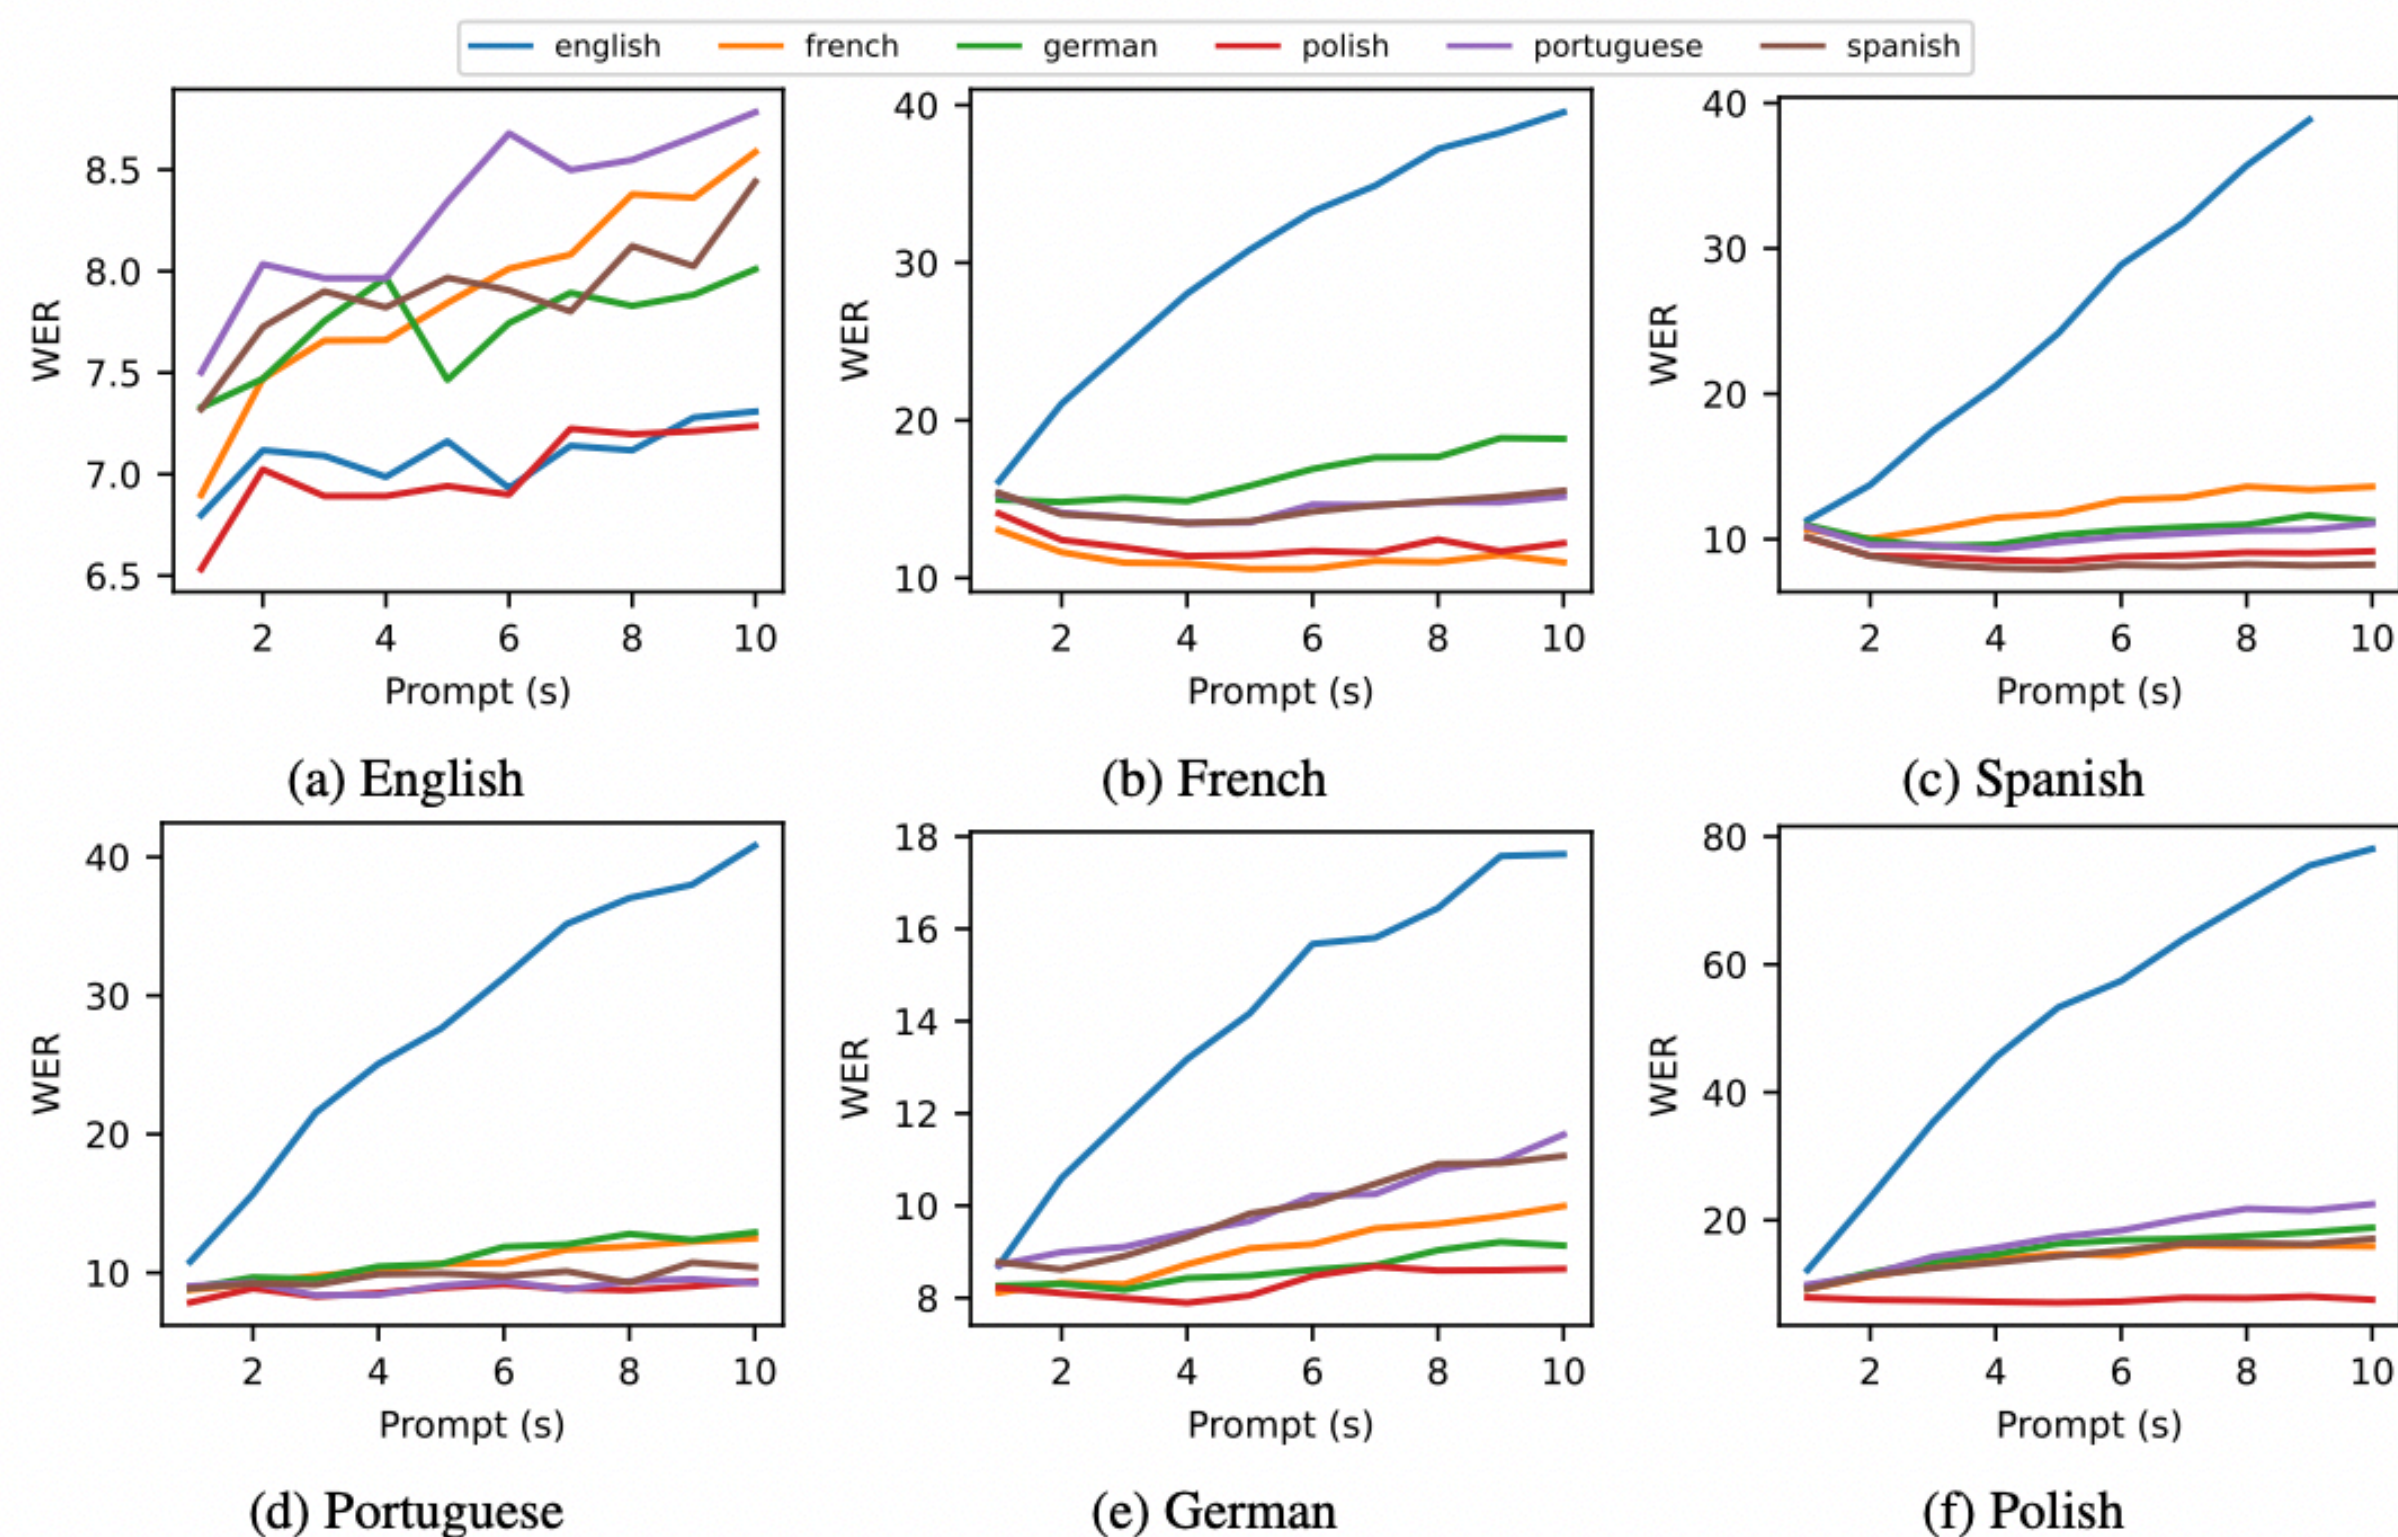 english french german polish portuguese spanish
8.5
8.0
7.5
7.0
6.5
WER
2 4 6 8 10
Prompt (s)
(a) English
40
30
20
10
WER
2 4 6 8 10
Prompt (s)
(b) French
40
30
20
10
WER
2 4 6 8 10
Prompt (s)
(c) Spanish
40
30
20
10
WER
2 4 6 8 10
Prompt (s)
(d) Portuguese
18
16
14
12
10
8
WER
2 4 6 8 10
Prompt (s)
(e) German
80
60
40
20
WER
2 4 6 8 10
Prompt (s)
(f) Polish